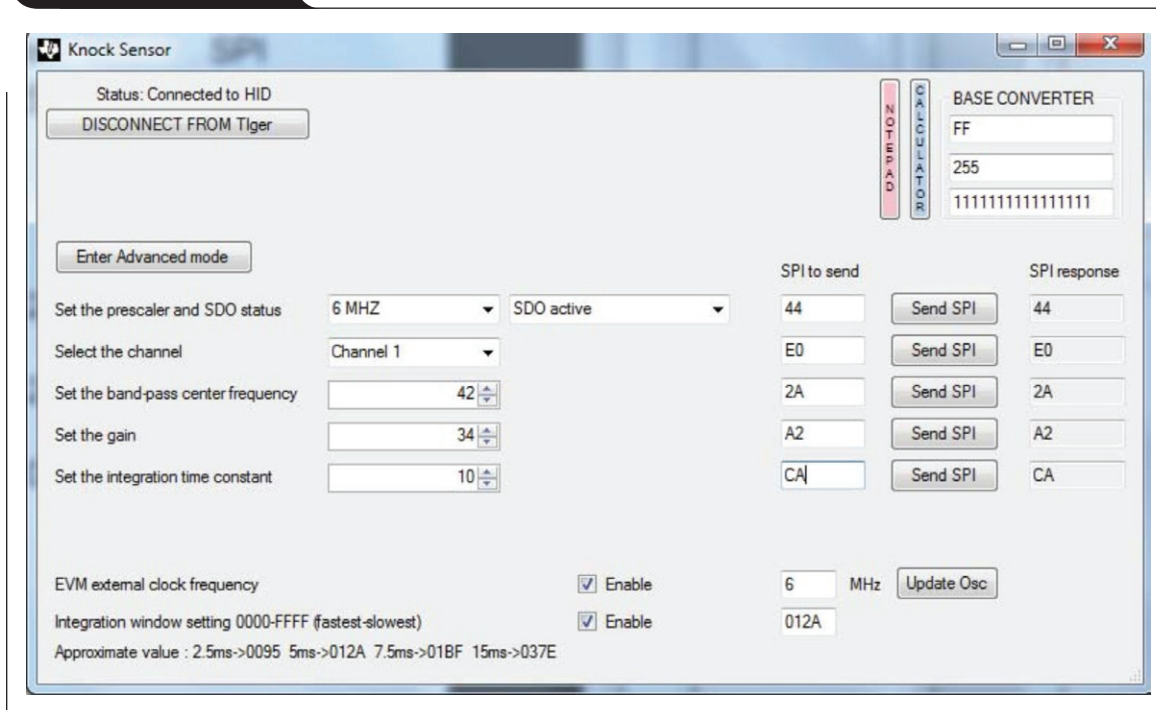 Knock Sensor
Status: Connected to HID
DISCONNECT FROM TIger
NOTEPAD
CALCULATOR
BASE CONVERTER
FF
255
1111111111111111
Enter Advanced mode
SPI to send SPI response
Set the prescaler and SDO status 6 MHZ SDO active 44 Send SPI 44
Select the channel Channel 1 E0 Send SPI E0
Set the band-pass center frequency 42 2A Send SPI 2A
Set the gain 34 A2 Send SPI A2
Set the integration time constant 10 CA Send SPI CA
EVM external clock frequency Enable 6 MHz Update Osc
Integration window setting 0000-FFFF (fastest-slowest) Enable 012A
Approximate value : 2.5ms->0095 5ms->012A 7.5ms->01BF 15ms->037E